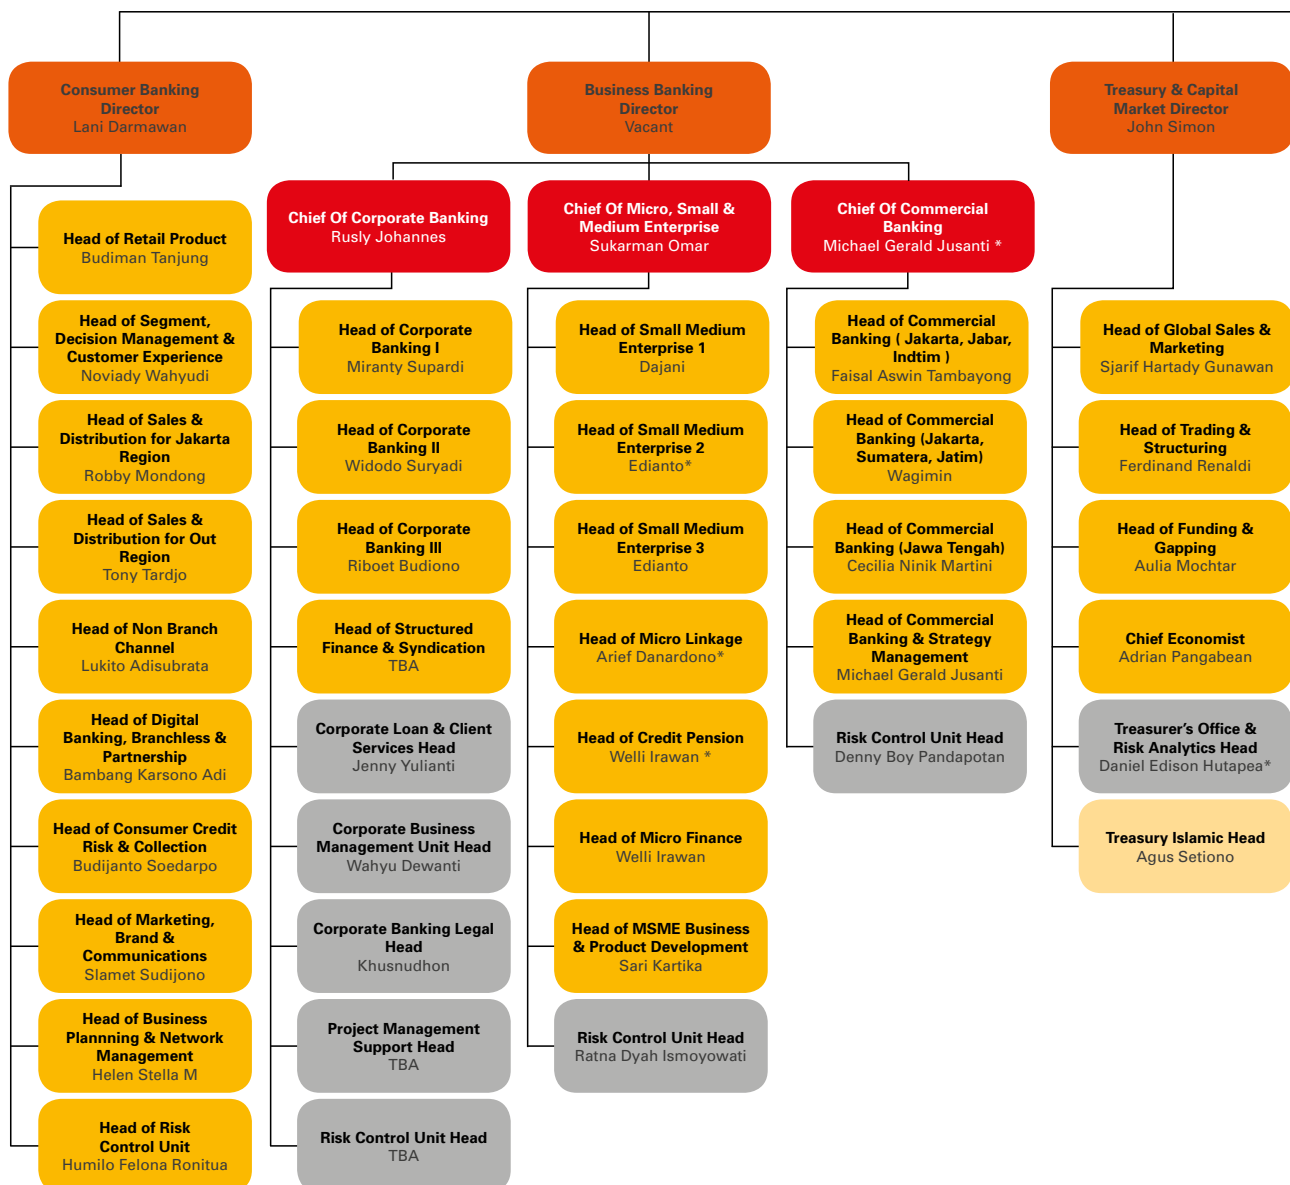 Consumer Banking
Director
Lani Darmawan
Business Banking
Director
Vacant
Treasury & Capital
Market Director
John Simon
Head of Retail Product
Budiman Tanjung
Head of Segment,
Decision Management &
Customer Experience
Noviady Wahyudi
Head of Sales &
Distribution for Jakarta
Region
Robby Mondong
Head of Sales &
Distribution for Out
Region
Tony Tardjo
Head of Non Branch
Channel
Lukito Adisubrata
Head of Digital
Banking, Branchless &
Partnership
Bambang Karsono Adi
Head of Consumer Credit
Risk & Collection
Budijanto Soedarpo
Head of Marketing,
Brand &
Communications
Slamet Sudijono
Head of Business
Plannning & Network
Management
Helen Stella M
Head of Risk
Control Unit
Humilo Felona Ronitua
Chief Of Corporate Banking
Rusly Johannes
Head of Corporate
Banking I
Miranty Supardi
Head of Corporate
Banking II
Widodo Suryadi
Head of Corporate
Banking III
Riboet Budiono
Head of Structured
Finance & Syndication
TBA
Corporate Loan & Client
Services Head
Jenny Yulianti
Corporate Business
Management Unit Head
Wahyu Dewanti
Corporate Banking Legal
Head
Khusnudhon
Project Management
Support Head
TBA
Risk Control Unit Head
TBA
Chief Of Micro, Small &
Medium Enterprise
Sukarman Omar
Head of Small Medium
Enterprise 1
Dajani
Head of Small Medium
Enterprise 2
Edianto*
Head of Small Medium
Enterprise 3
Edianto
Head of Micro Linkage
Arief Danardono*
Head of Credit Pension
Welli Irawan *
Head of Micro Finance
Welli Irawan
Head of MSME Business
& Product Development
Sari Kartika
Risk Control Unit Head
Ratna Dyah Ismoyowati
Chief Of Commercial
Banking
Michael Gerald Jusanti *
Head of Commercial
Banking ( Jakarta, Jabar,
Indtim )
Faisal Aswin Tambayong
Head of Commercial
Banking (Jakarta,
Sumatera, Jatim)
Wagimin
Head of Commercial
Banking (Jawa Tengah)
Cecilia Ninik Martini
Head of Commercial
Banking & Strategy
Management
Michael Gerald Jusanti
Risk Control Unit Head
Denny Boy Pandapotan
Head of Global Sales &
Marketing
Sjarif Hartady Gunawan
Head of Trading &
Structuring
Ferdinand Renaldi
Head of Funding &
Gapping
Aulia Mochtar
Chief Economist
Adrian Pangabean
Treasurer's Office &
Risk Analytics Head
Daniel Edison Hutapea*
Treasury Islamic Head
Agus Setiono